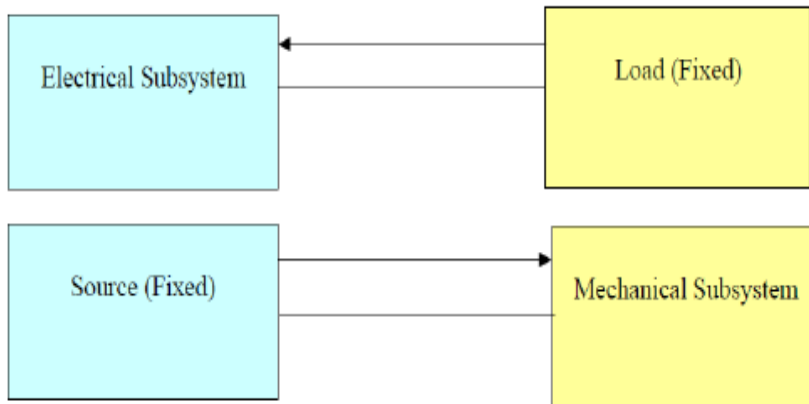 Electrical Subsystem
Load (Fixed)
Source (Fixed)
Mechanical Subsystem